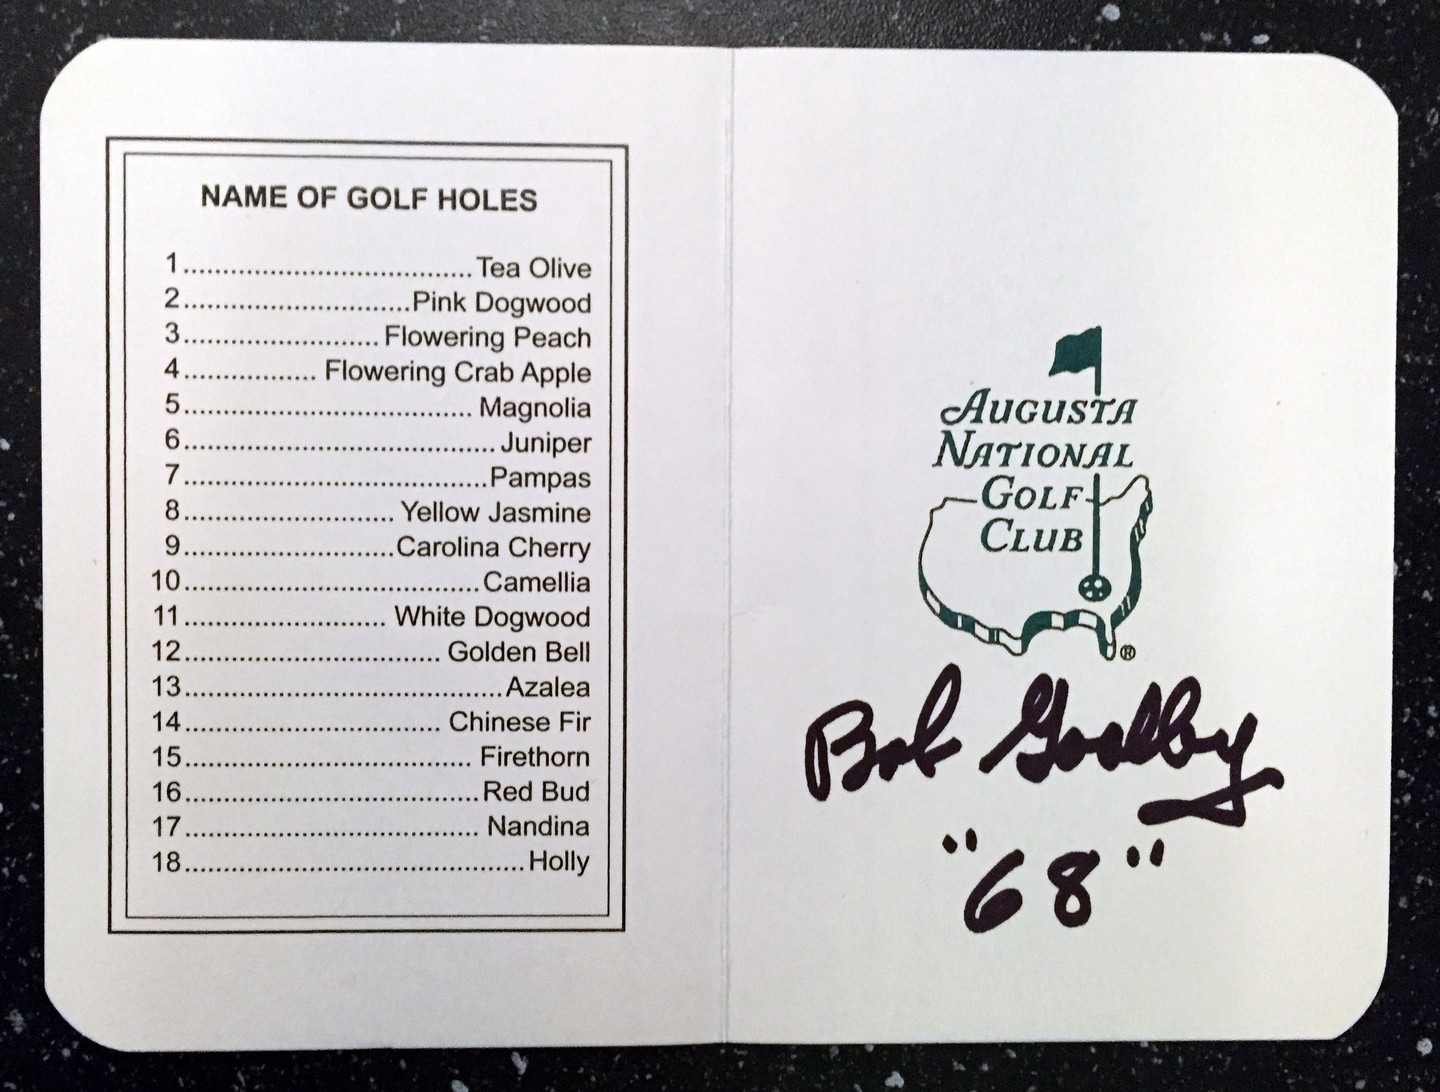 NAME OF GOLF HOLES
1.....................................Tea Olive
2.............................Pink Dogwood
3.........................Flowering Peach
4.................Flowering Crab Apple
5.....................................Magnolia
6........................................Juniper
7.......................................Pampas
8...........................Yellow Jasmine
9...........................Carolina Cherry
10......................................Camellia
11..........................White Dogwood
12.................................Golden Bell
13.........................................Azalea
14.................................Chinese Fir
15.....................................Firethorn
16......................................Red Bud
17......................................Nandina
18............................................Holly
AUGUSTA
NATIONAL
GOLF
CLUB
®
Bob Goalby
"68"